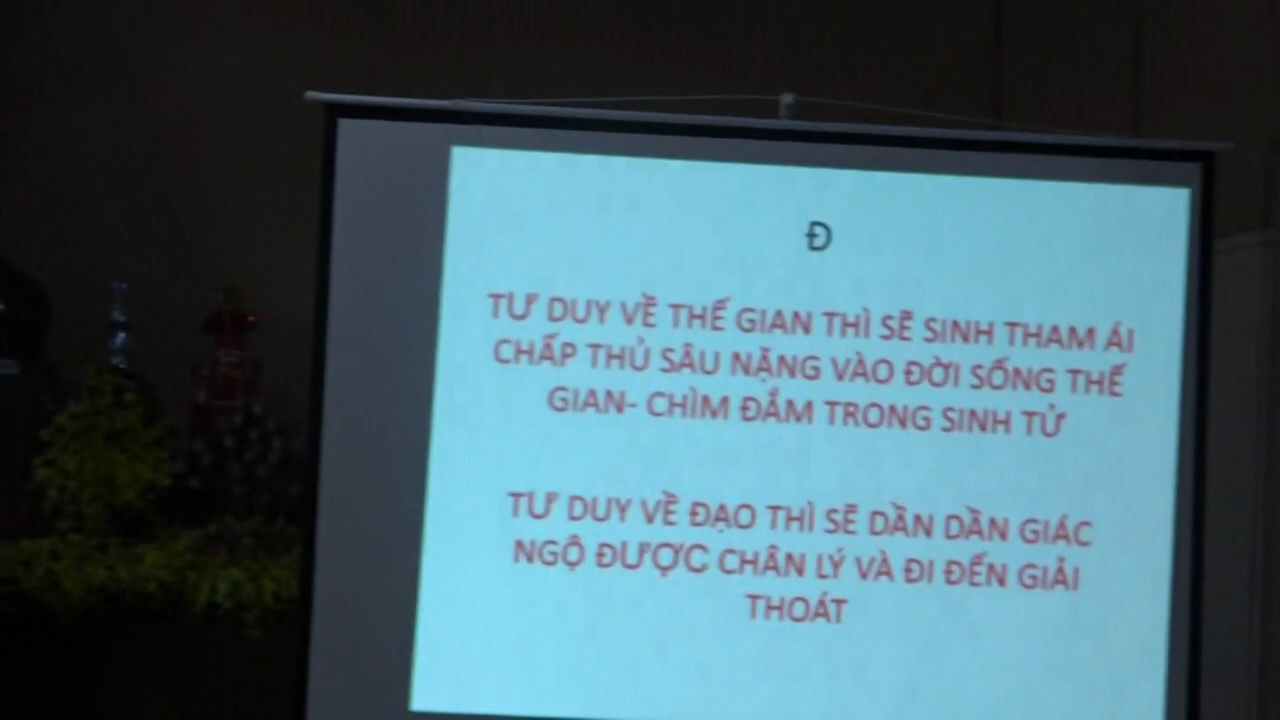 Đ
TƯ DUY VỀ THẾ GIAN THÌ SẼ SINH THAM ÁI
CHẤP THỦ SÂU NẶNG VÀO ĐỜI SỐNG THẾ
GIAN- CHÌM ĐẮM TRONG SINH TỬ
TƯ DUY VỀ ĐẠO THÌ SẼ DẦN DẦN GIÁC
NGỘ ĐƯỢC CHÂN LÝ VÀ ĐI ĐẾN GIẢI
THOÁT